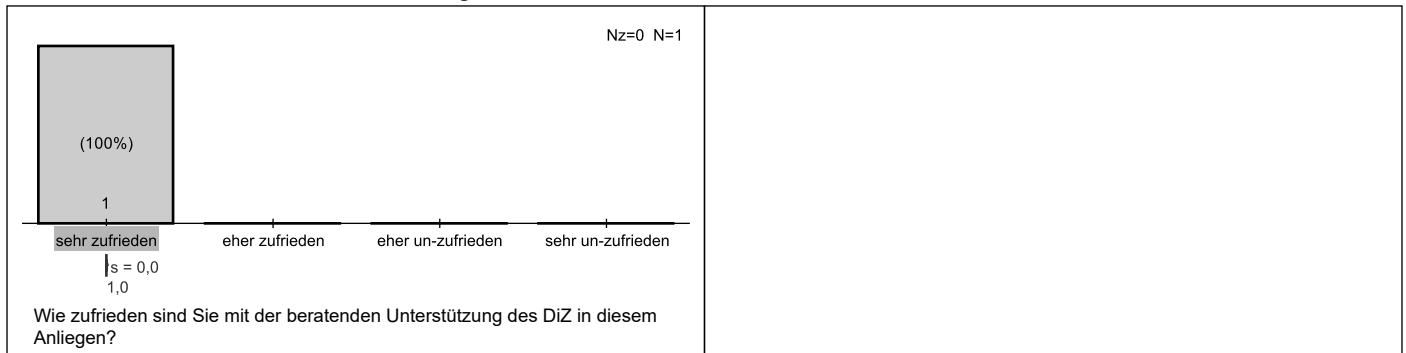 Nz=0 N=1
(100%)
1
sehr zufrieden eher zufrieden eher un-zufrieden sehr un-zufrieden
s = 0,0
1,0
Wie zufrieden sind Sie mit der beratenden Unterstützung des DiZ in diesem
Anliegen?